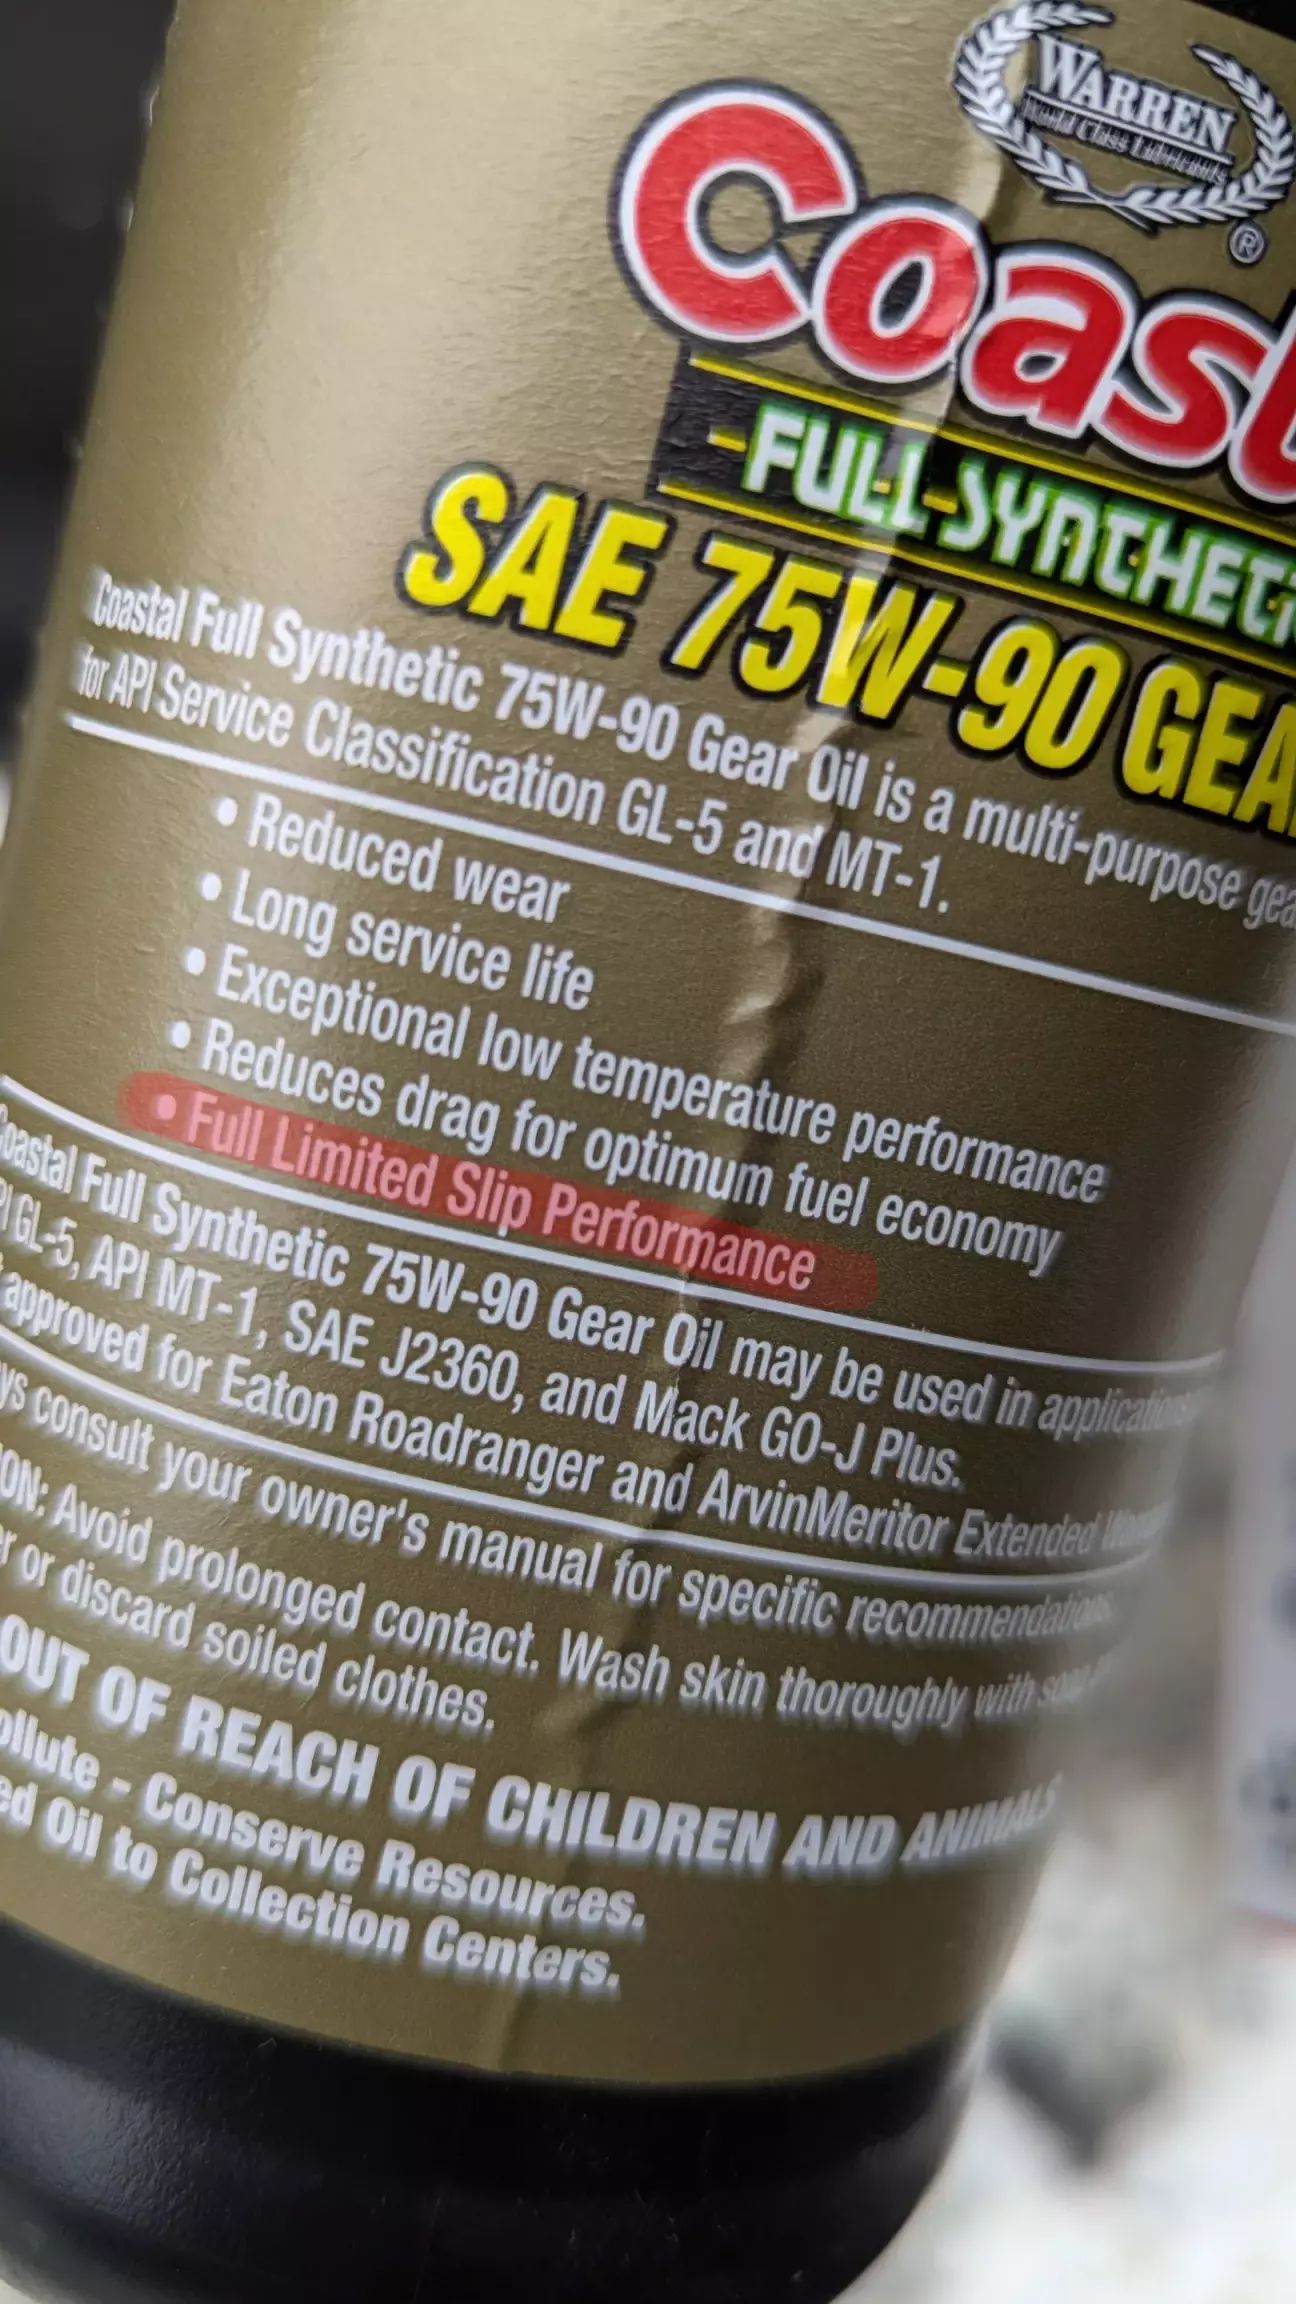 WARREN
World Class Lubricants
®
Coast
FULL SYNTHETI
SAE 75W-90 GEA
Coastal Full Synthetic 75W-90 Gear Oil is a multi-purpose gea
for API Service Classification GL-5 and MT-1.
• Reduced wear
• Long service life
• Exceptional low temperature performance
• Reduces drag for optimum fuel economy
• Full Limited Slip Performance
Coastal Full Synthetic 75W-90 Gear Oil may be used in applications
PI GL-5, API MT-1, SAE J2360, and Mack GO-J Plus.
approved for Eaton Roadranger and ArvinMeritor Extended
ys consult your owner's manual for specific recommendations.
ION: Avoid prolonged contact. Wash skin thoroughly with soap
r or discard soiled clothes.
OUT OF REACH OF CHILDREN AND ANIMALS
ollute - Conserve Resources.
ed Oil to Collection Centers.